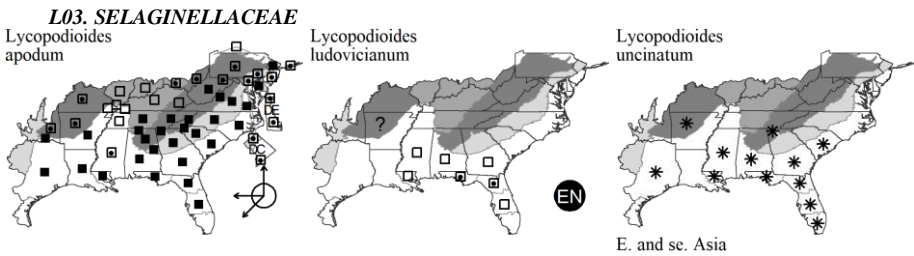 L03. SELAGINELLACEAE
Lycopodioides
apodum
DE
DC
Lycopodioides
ludovicianum
?
EN
Lycopodioides
uncinatum
E. and se. Asia